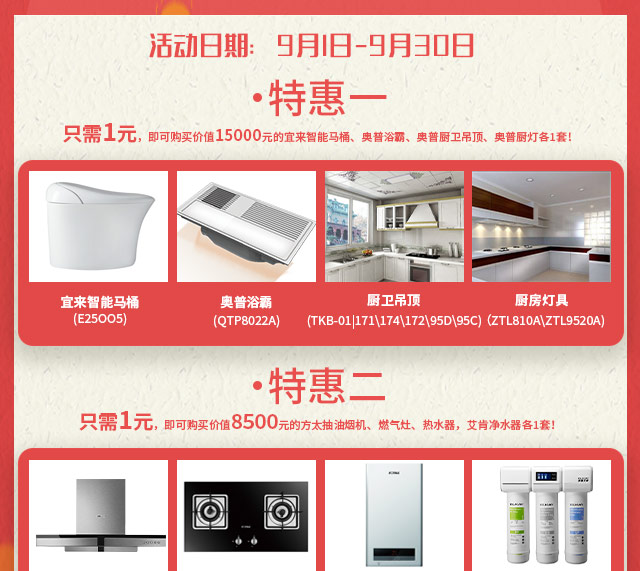 活动日期： 9月1日-9月30日
·特惠一
只需1元，即可购买价值15000元的宜来智能马桶、奥普浴霸、奥普厨卫吊顶、奥普厨灯各1套！
宜来智能马桶
(E25OO5)
奥普浴霸
(QTP8022A)
厨卫吊顶
(TKB-01|171\174\172\95D\95C)
厨房灯具
(ZTL810A\ZTL9520A)
·特惠二
只需1元，即可购买价值8500元的方太抽油烟机、燃气灶、热水器，艾肯净水器各1套！